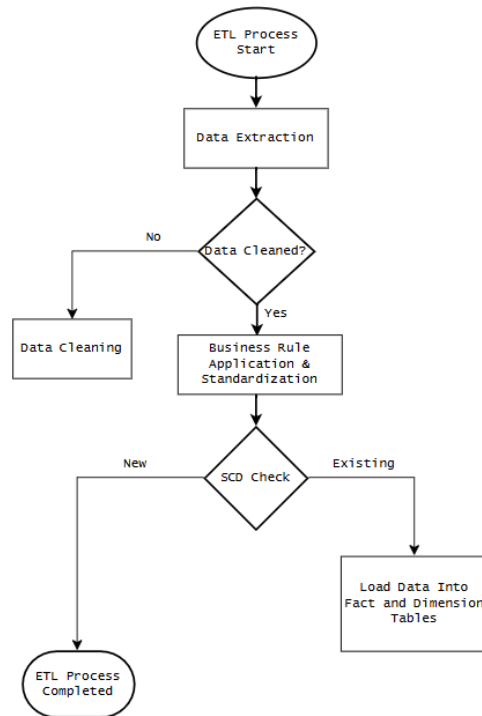 ETL Process
Start
Data Extraction
No
Data Cleaned?
Yes
Data Cleaning
Business Rule
Application &
Standardization
New
SCD Check
Existing
Load Data Into
Fact and Dimension
Tables
ETL Process
Completed